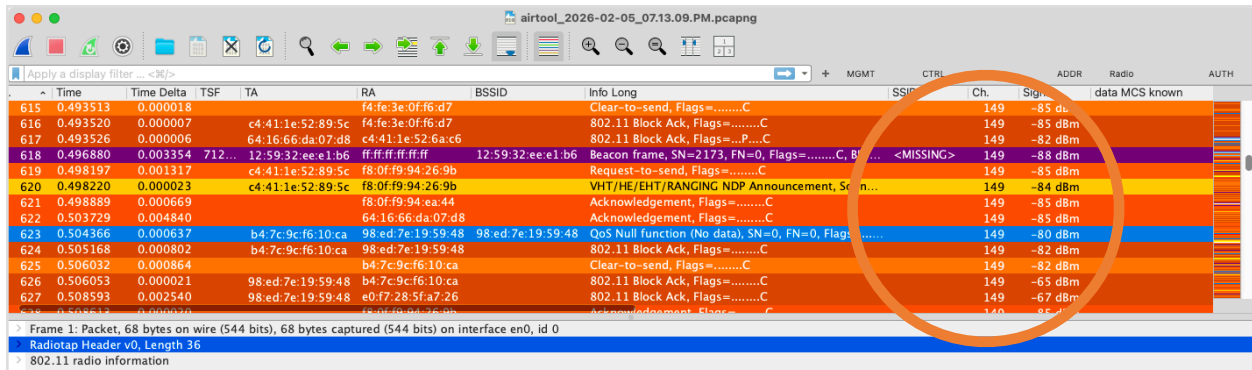 airtool_2026-02-05_07.13.09.PM.pcapng
Apply a display filter ... <⌘/> + MGMT CTRL ADDR Radio AUTH
Time Time Delta TSF TA RA BSSID Info Long SSID Ch. data MCS known
615 0.493513 0.000018 f4:fe:3e:0f:f6:d7 Clear-to-send, Flags=........C 149 -85 dBm
616 0.493520 0.000007 c4:41:1e:52:89:5c f4:fe:3e:0f:f6:d7 802.11 Block Ack, Flags=........C 149 -85 dBm
617 0.493526 0.000006 64:16:66:da:07:d8 c4:41:1e:52:6a:c6 802.11 Block Ack, Flags=...P....C 149 -82 dBm
618 0.496880 0.003354 712... 12:59:32:ee:e1:b6 ff:ff:ff:ff:ff:ff 12:59:32:ee:e1:b6 Beacon frame, SN=2173, FN=0, Flags=........C, BI... <MISSING> 149 -88 dBm
619 0.498197 0.001317 c4:41:1e:52:89:5c f8:0f:f9:94:26:9b Request-to-send, Flags=........C 149 -85 dBm
620 0.498220 0.000023 c4:41:1e:52:89:5c f8:0f:f9:94:26:9b VHT/HE/EHT/RANGING NDP Announcement, 149 -84 dBm
621 0.498889 0.000669 f8:0f:f9:94:ea:44 Acknowledgement, Flags=........C 149 -85 dBm
622 0.503729 0.004840 64:16:66:da:07:d8 Acknowledgement, Flags=........C 149 -85 dBm
623 0.504366 0.000637 b4:7c:9c:f6:10:ca 98:ed:7e:19:59:48 98:ed:7e:19:59:48 QoS Null function (No data), SN=0, FN=0, Flags 149 -80 dBm
624 0.505168 0.000802 b4:7c:9c:f6:10:ca 98:ed:7e:19:59:48 802.11 Block Ack, Flags=........C 149 -82 dBm
625 0.506032 0.000864 b4:7c:9c:f6:10:ca Clear-to-send, Flags=........C 149 -82 dBm
626 0.506053 0.000021 98:ed:7e:19:59:48 b4:7c:9c:f6:10:ca 802.11 Block Ack, Flags=........C 149 -65 dBm
627 0.508593 0.002540 98:ed:7e:19:59:48 e0:f7:28:5f:a7:26 802.11 Block Ack, Flags=........C 149 -67 dBm
Frame 1: Packet, 68 bytes on wire (544 bits), 68 bytes captured (544 bits) on interface en0, id 0
Radiotap Header v0, Length 36
802.11 radio information